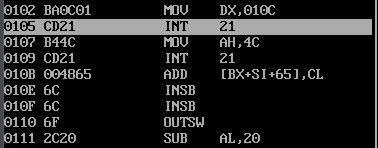 0102 BA0C01 MOV DX,010C
0105 CD21 INT 21
0107 B44C MOV AH,4C
0109 CD21 INT 21
010B 004865 ADD [BX+SI+65],CL
010E 6C INSB
010F 6C INSB
0110 6F OUTSW
0111 2C20 SUB AL,20